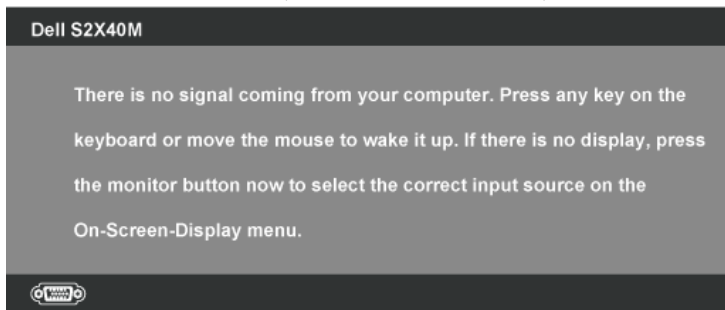 Dell S2X40M
There is no signal coming from your computer. Press any key on the
keyboard or move the mouse to wake it up. If there is no display, press
the monitor button now to select the correct input source on the
On-Screen-Display menu.